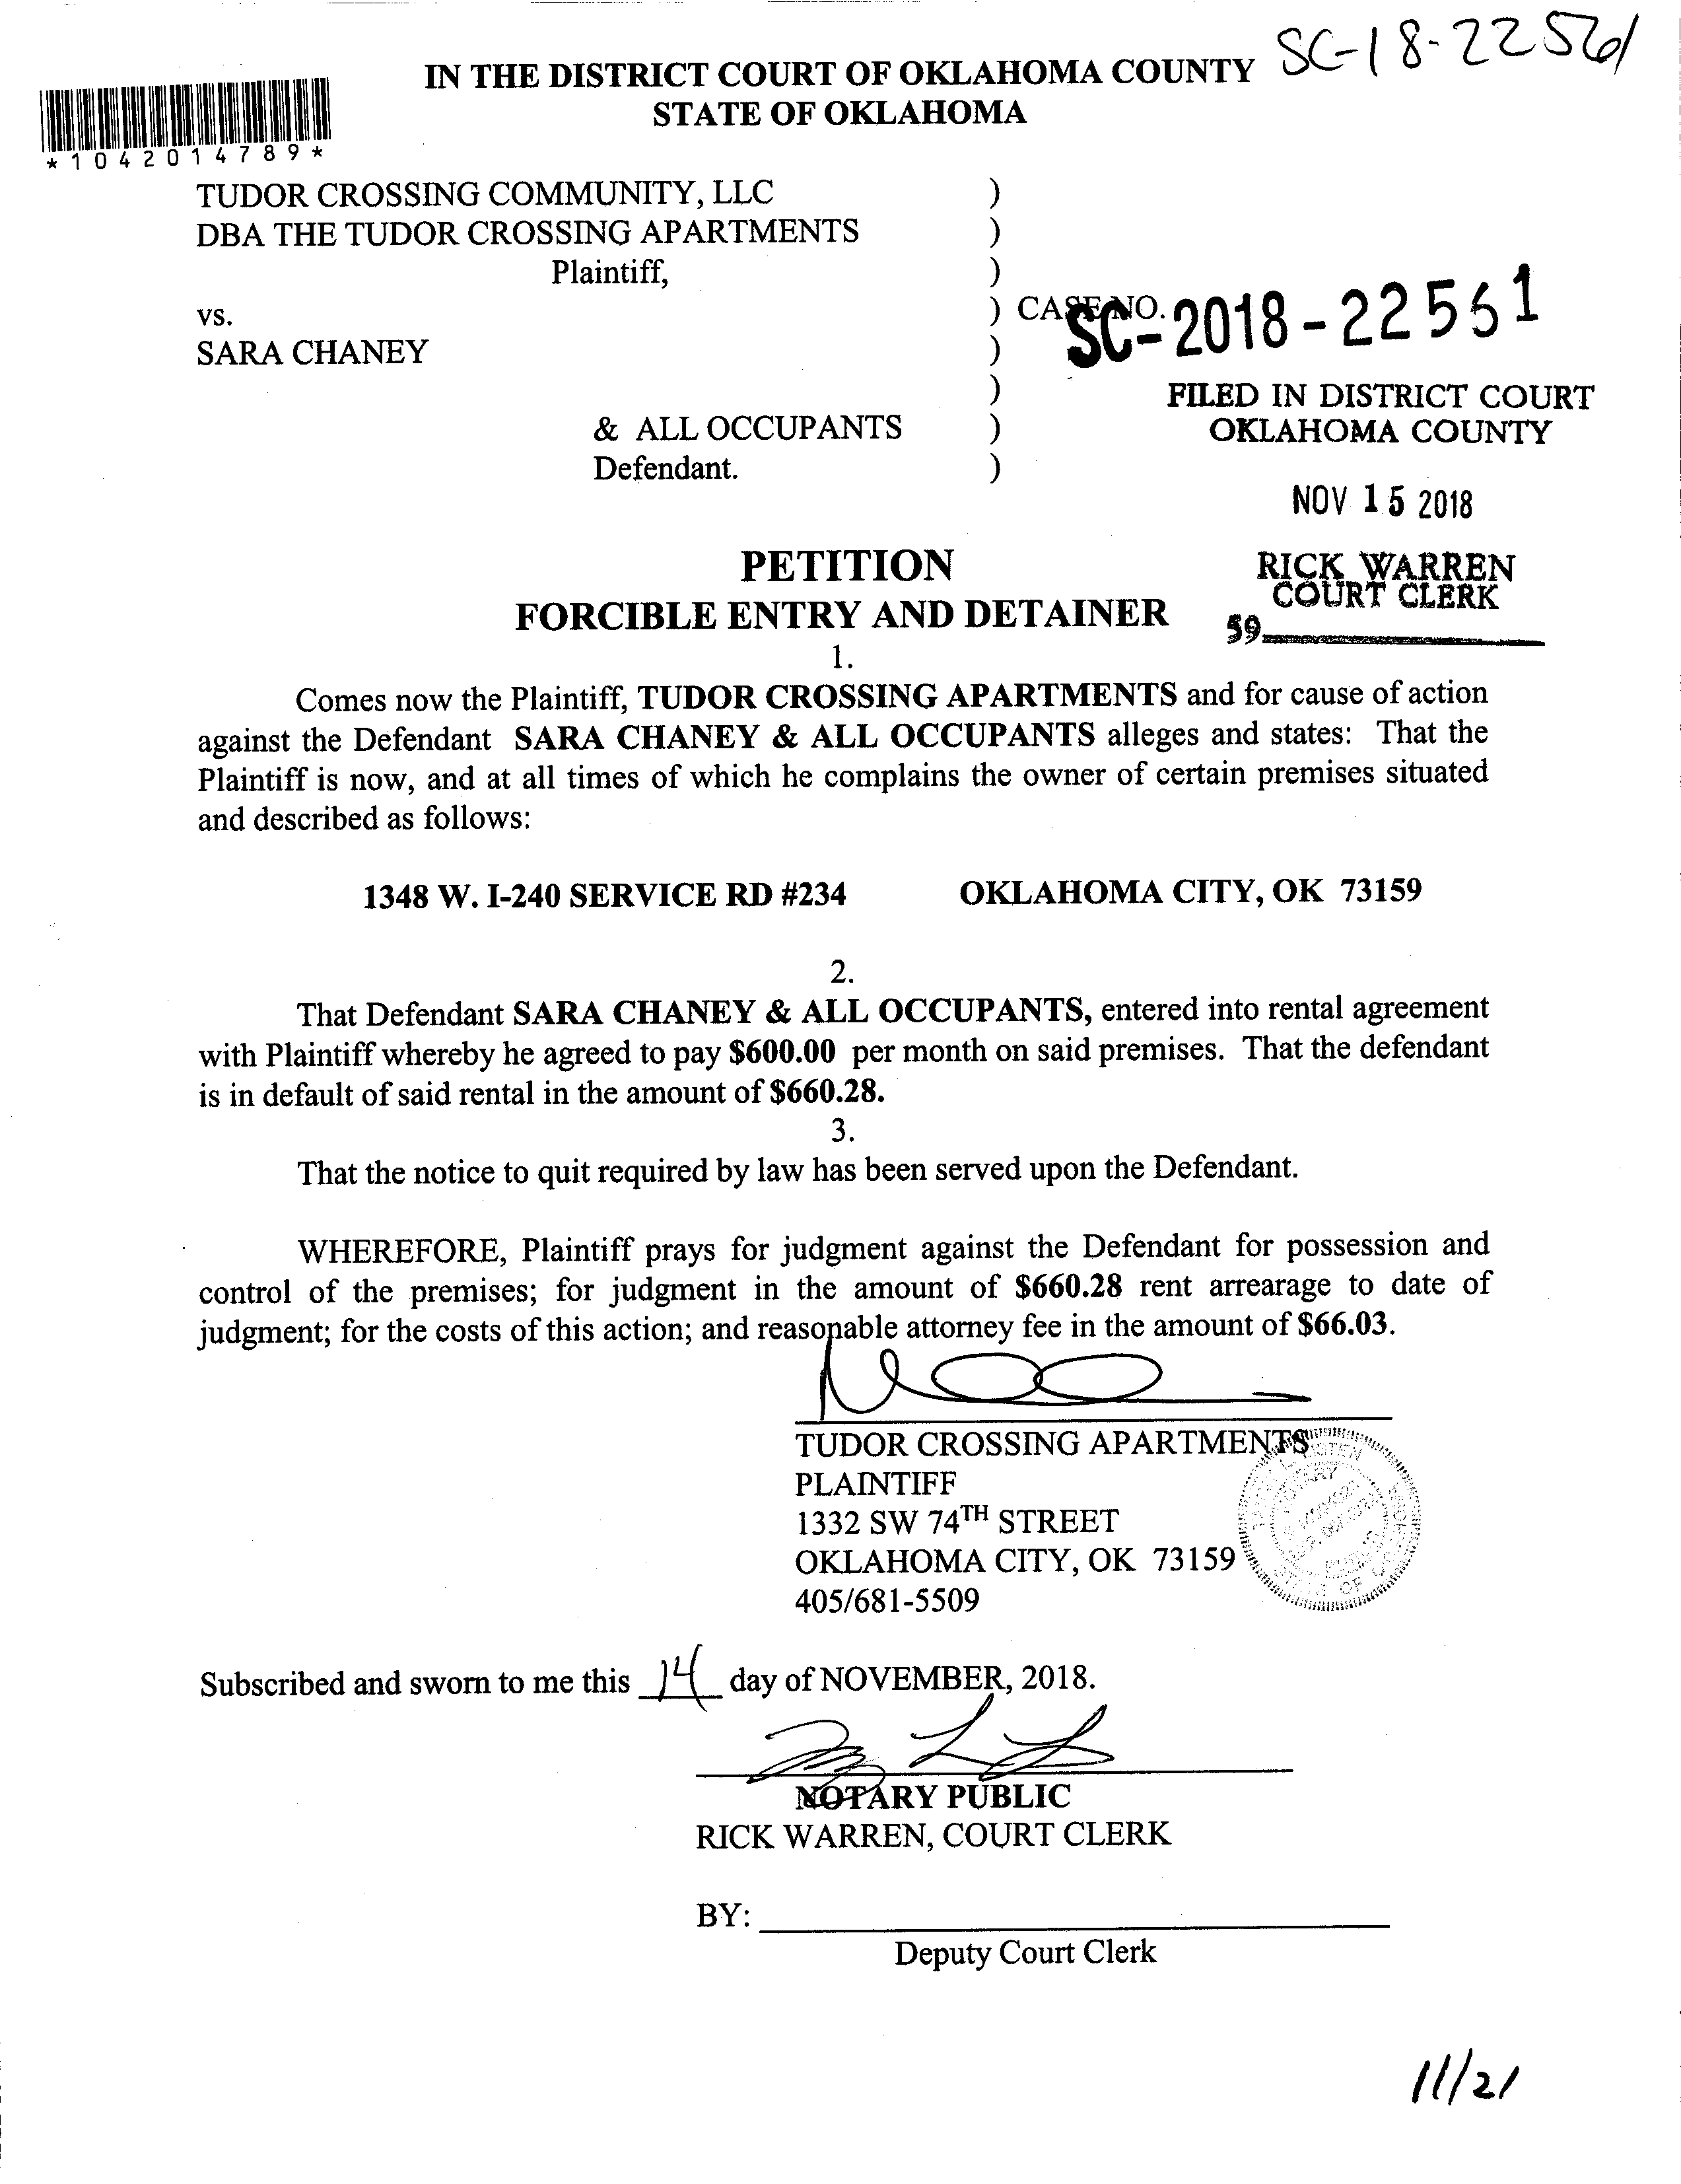 SC-18-22561
IN THE DISTRICT COURT OF OKLAHOMA COUNTY
STATE OF OKLAHOMA
*1042014789*
TUDOR CROSSING COMMUNITY, LLC )
DBA THE TUDOR CROSSING APARTMENTS )
Plaintiff, )
vs. ) CASE NO. SC-2018-22561
SARA CHANEY )
)
& ALL OCCUPANTS )
Defendant. )
FILED IN DISTRICT COURT
OKLAHOMA COUNTY
NOV 15 2018
RICK WARREN
COURT CLERK
59
PETITION
FORCIBLE ENTRY AND DETAINER
1.
Comes now the Plaintiff, TUDOR CROSSING APARTMENTS and for cause of action
against the Defendant SARA CHANEY & ALL OCCUPANTS alleges and states: That the
Plaintiff is now, and at all times of which he complains the owner of certain premises situated
and described as follows:
1348 W. I-240 SERVICE RD #234 OKLAHOMA CITY, OK 73159
2.
That Defendant SARA CHANEY & ALL OCCUPANTS, entered into rental agreement
with Plaintiff whereby he agreed to pay $600.00 per month on said premises. That the defendant
is in default of said rental in the amount of $660.28.
3.
That the notice to quit required by law has been served upon the Defendant.
WHEREFORE, Plaintiff prays for judgment against the Defendant for possession and
control of the premises; for judgment in the amount of $660.28 rent arrearage to date of
judgment; for the costs of this action; and reasonable attorney fee in the amount of $66.03.
TUDOR CROSSING APARTMENTS
PLAINTIFF
1332 SW 74TH STREET
OKLAHOMA CITY, OK 73159
405/681-5509
Subscribed and sworn to me this 14 day of NOVEMBER, 2018.
NOTARY PUBLIC
RICK WARREN, COURT CLERK
BY:
Deputy Court Clerk
11/21